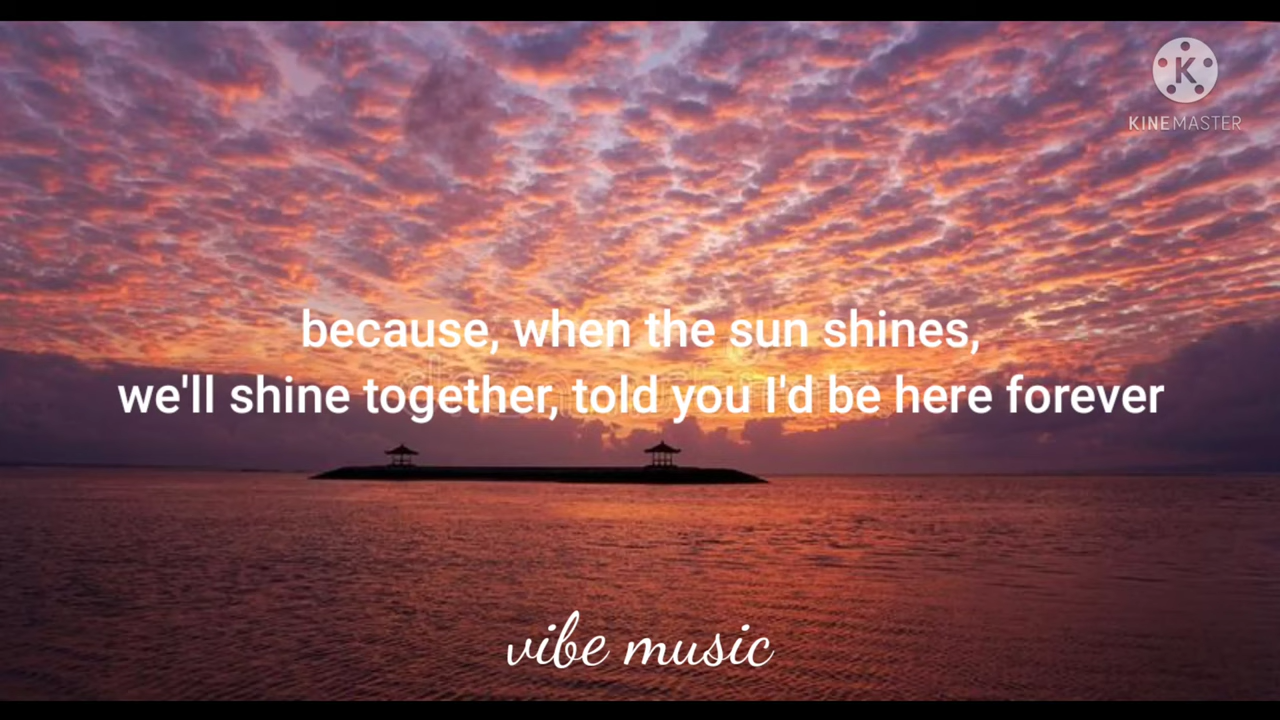 K
KINEMASTER
because, when the sun shines,
we'll shine together, told you I'd be here forever
vibe music